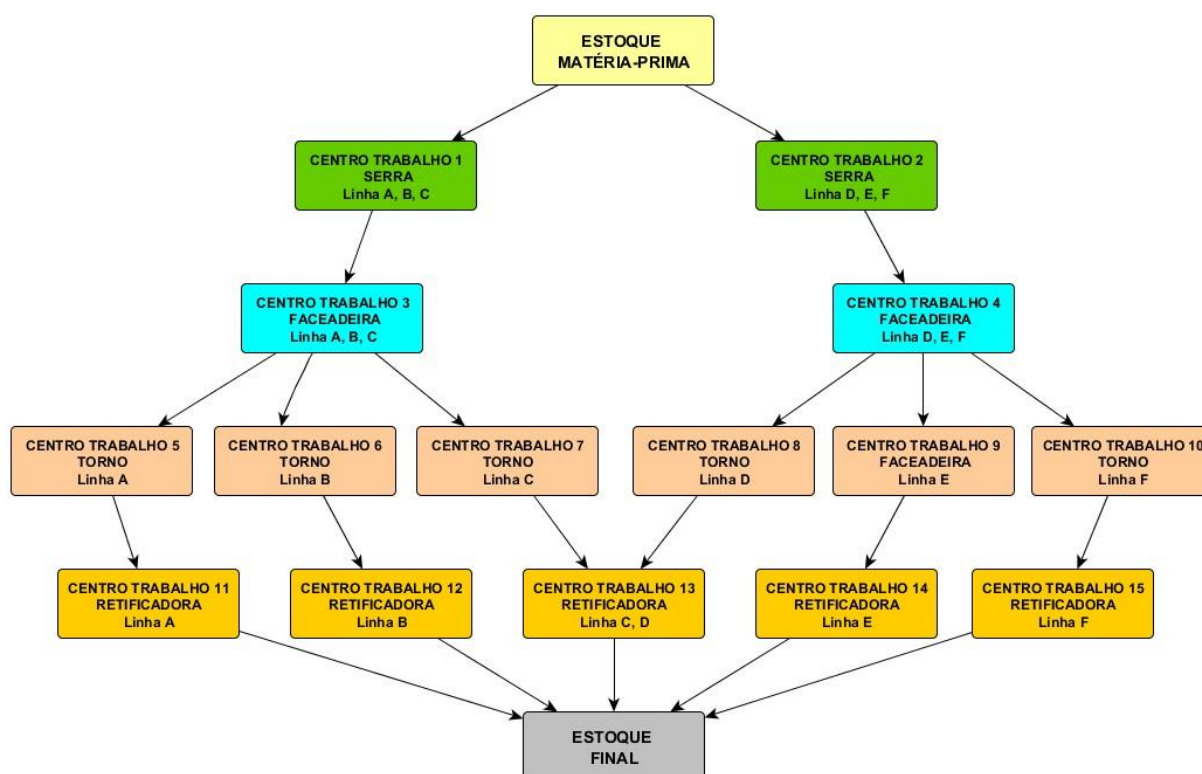 ESTOQUE
MATÉRIA-PRIMA
CENTRO TRABALHO 1
SERRA
Linha A, B, C
CENTRO TRABALHO 2
SERRA
Linha D, E, F
CENTRO TRABALHO 3
FACEADEIRA
Linha A, B, C
CENTRO TRABALHO 4
FACEADEIRA
Linha D, E, F
CENTRO TRABALHO 5
TORNO
Linha A
CENTRO TRABALHO 6
TORNO
Linha B
CENTRO TRABALHO 7
TORNO
Linha C
CENTRO TRABALHO 8
TORNO
Linha D
CENTRO TRABALHO 9
FACEADEIRA
Linha E
CENTRO TRABALHO 10
TORNO
Linha F
CENTRO TRABALHO 11
RETIFICADORA
Linha A
CENTRO TRABALHO 12
RETIFICADORA
Linha B
CENTRO TRABALHO 13
RETIFICADORA
Linha C, D
CENTRO TRABALHO 14
RETIFICADORA
Linha E
CENTRO TRABALHO 15
RETIFICADORA
Linha F
ESTOQUE
FINAL